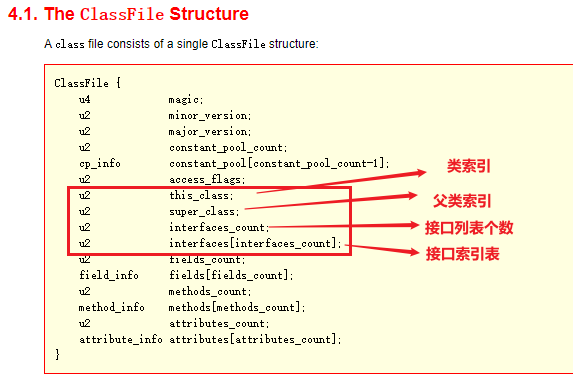 4.1. The ClassFile Structure
A class file consists of a single ClassFile structure:
ClassFile {
u4 magic;
u2 minor_version;
u2 major_version;
u2 constant_pool_count;
cp_info constant_pool[constant_pool_count-1];
u2 access_flags;
u2 this_class;
u2 super_class;
u2 interfaces_count;
u2 interfaces[interfaces_count];
u2 fields_count;
field_info fields[fields_count];
u2 methods_count;
method_info methods[methods_count];
u2 attributes_count;
attribute_info attributes[attributes_count];
}
类索引
父类索引
接口列表个数
接口索引表